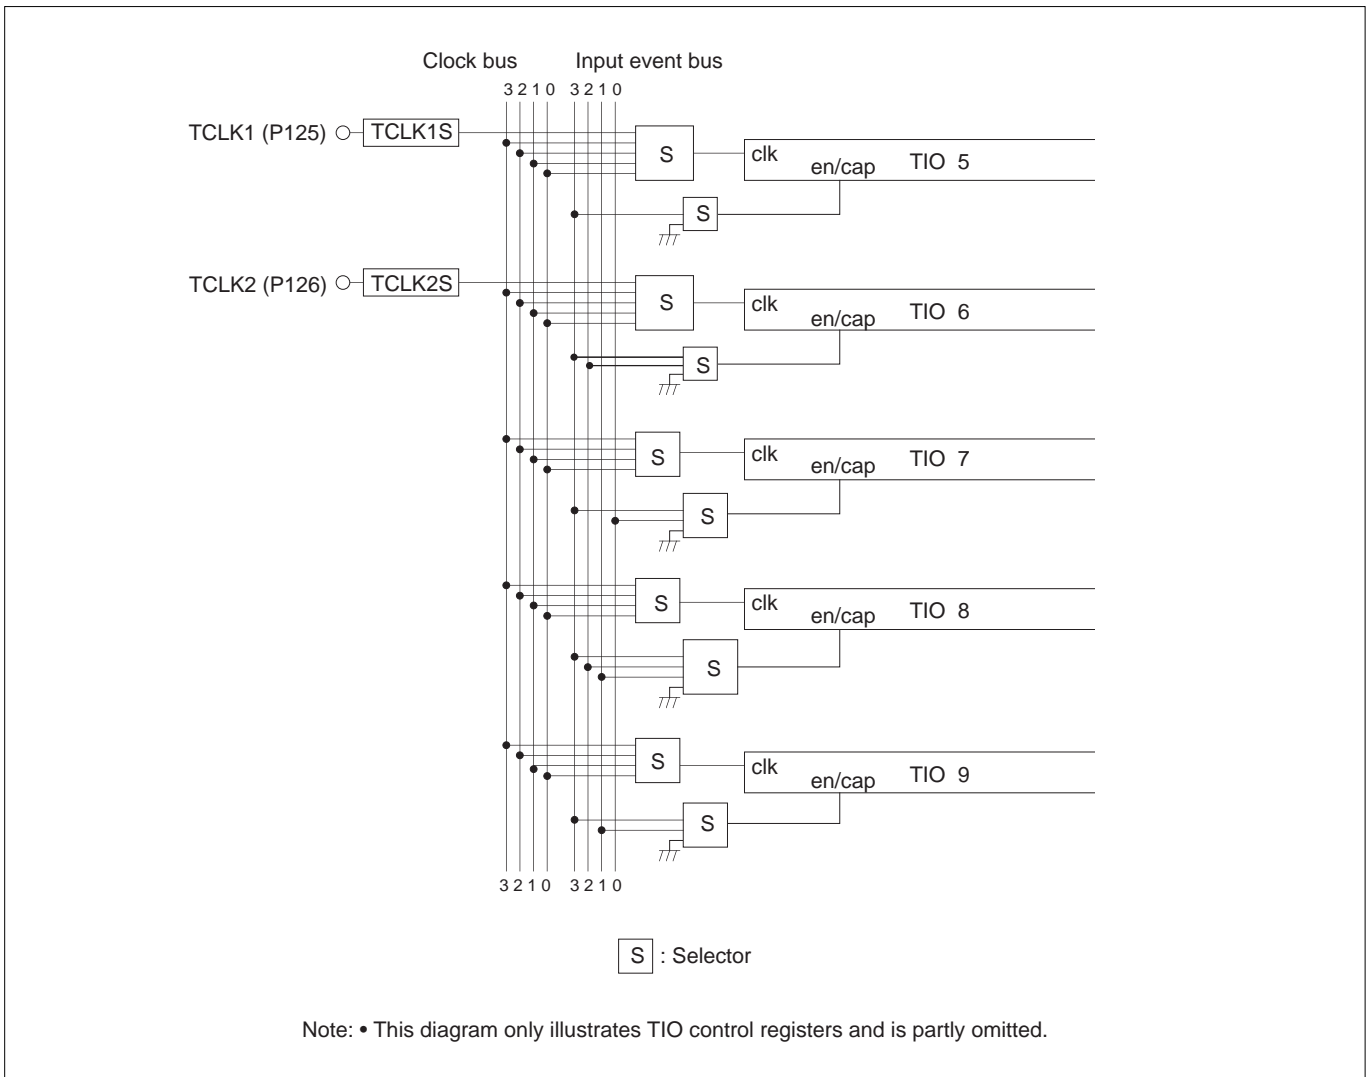 Clock bus
Input event bus
3 2 1 0 3 2 1 0
TCLK1 (P125)
TCLK1S
S
clk
en/cap
TIO 5
S
TCLK2 (P126)
TCLK2S
S
clk
en/cap
TIO 6
S
S
clk
en/cap
TIO 7
S
S
clk
en/cap
TIO 8
S
S
clk
en/cap
TIO 9
S
3 2 1 0 3 2 1 0
S : Selector
Note: • This diagram only illustrates TIO control registers and is partly omitted.